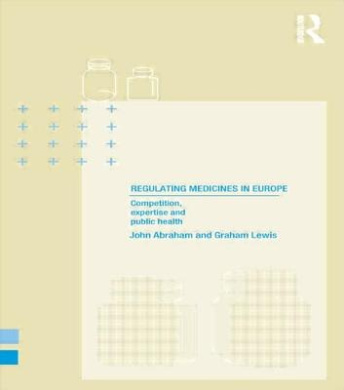 R
REGULATING MEDICINES IN EUROPE
Competition,
expertise and
public health
John Abraham and Graham Lewis